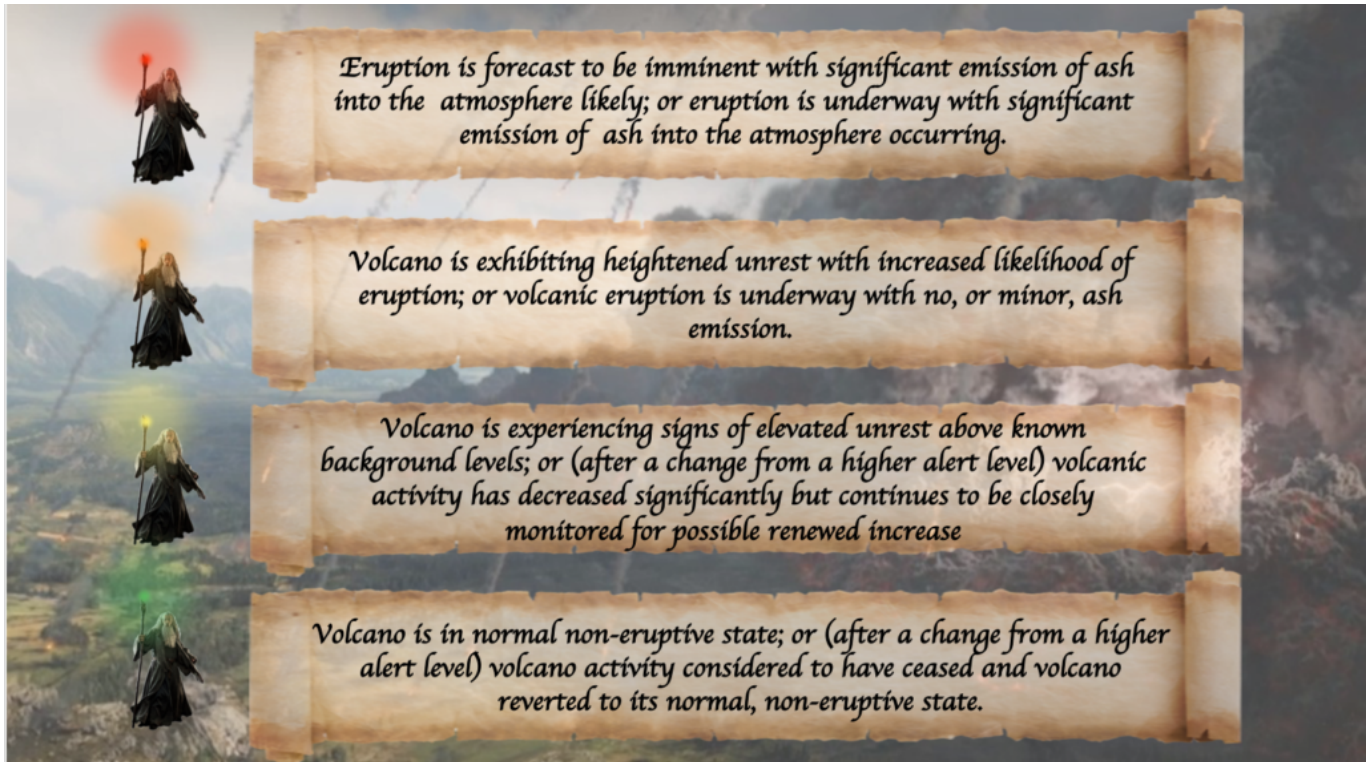 Eruption is forecast to be imminent with significant emission of ash
into the atmosphere likely; or eruption is underway with significant
emission of ash into the atmosphere occurring.
Volcano is exhibiting heightened unrest with increased likelihood of
eruption; or volcanic eruption is underway with no, or minor, ash
emission.
Volcano is experiencing signs of elevated unrest above known
background levels; or (after a change from a higher alert level) volcanic
activity has decreased significantly but continues to be closely
monitored for possible renewed increase
Volcano is in normal non-eruptive state; or (after a change from a higher
alert level) volcano activity considered to have ceased and volcano
reverted to its normal, non-eruptive state.